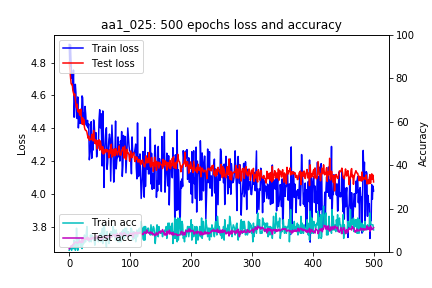 aa1_025: 500 epochs loss and accuracy
Train loss
Test loss
Train acc
Test acc
Loss
4.8
4.6
4.4
4.2
4.0
3.8
Accuracy
100
80
60
40
20
0
0 100 200 300 400 500